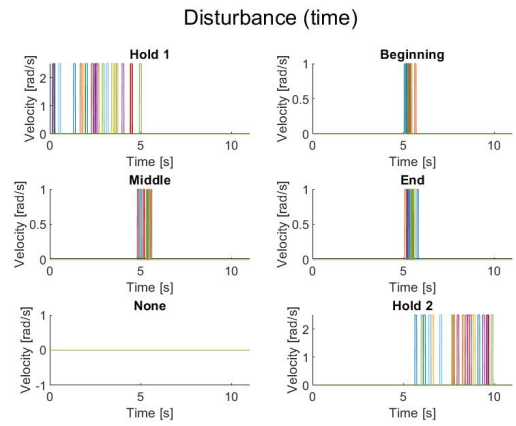 Disturbance (time)
Hold 1
Velocity [rad/s]
2
1
0
0 5 10
Time [s]
Beginning
Velocity [rad/s]
1
0.5
0
0 5 10
Time [s]
Middle
Velocity [rad/s]
1
0.5
0
0 5 10
Time [s]
End
Velocity [rad/s]
1
0.5
0
0 5 10
Time [s]
None
Velocity [rad/s]
1
0
-1
0 5 10
Time [s]
Hold 2
Velocity [rad/s]
2
1
0
0 5 10
Time [s]